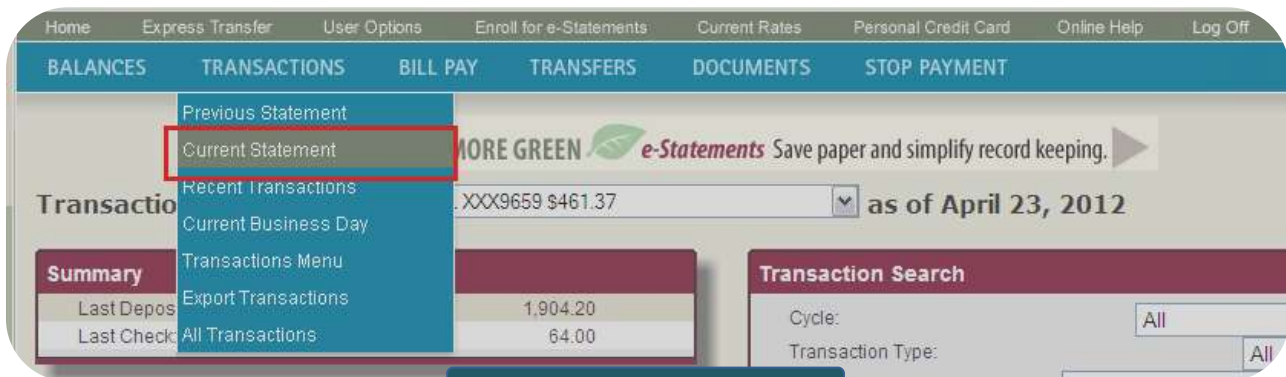 Home Express Transfer User Options Enroll for e-Statements Current Rates Personal Credit Card Online Help Log Off
BALANCES TRANSACTIONS BILL PAY TRANSFERS DOCUMENTS STOP PAYMENT
Previous Statement
Current Statement
Recent Transactions
Current Business Day
Transactions Menu
Export Transactions
All Transactions
MORE GREEN e-Statements Save paper and simplify record keeping.
XXX9659 $461.37 as of April 23, 2012
Summary
1,904.20
Last Check: 64.00
Transaction Search
Cycle: All
Transaction Type: All